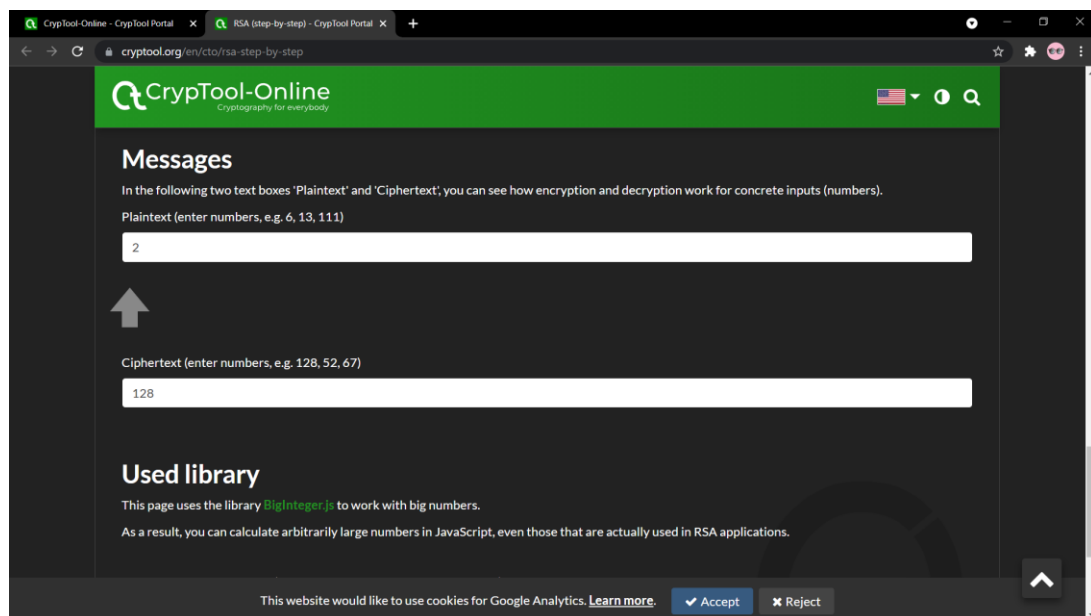 CrypTool-Online - CrypTool Portal
RSA (step-by-step) - CrypTool Portal
cryptool.org/en/cto/rsa-step-by-step
CrypTool-Online
Cryptography for everybody
Messages
In the following two text boxes 'Plaintext' and 'Ciphertext', you can see how encryption and decryption work for concrete inputs (numbers).
Plaintext (enter numbers, e.g. 6, 13, 111)
2
Ciphertext (enter numbers, e.g. 128, 52, 67)
128
Used library
This page uses the library BigInteger.js to work with big numbers.
As a result, you can calculate arbitrarily large numbers in JavaScript, even those that are actually used in RSA applications.
This website would like to use cookies for Google Analytics. Learn more. Accept Reject